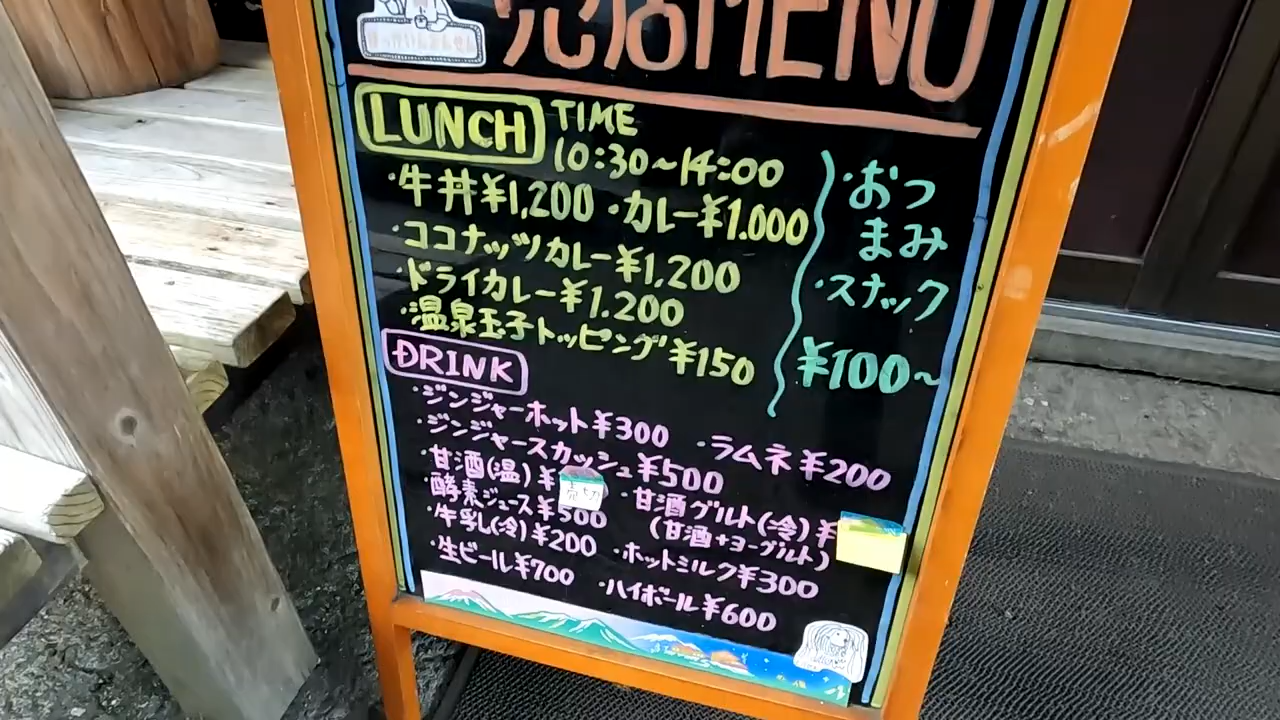 売店MENU
LUNCH TIME
10:30~14:00
・牛丼¥1,200 ・カレー¥1.000
・ココナッツカレー¥1,200
・ドライカレー¥1.200
・温泉玉子トッピング¥150
・おつ
まみ
・スナック
¥100~
DRINK
・ジンジャーホット¥300 ・ラムネ¥200
・ジンジャースカッシュ¥500
・甘酒(温)¥ 売切
・甘酒グルト(冷)¥
(甘酒+ヨーグルト)
・酵素ジュース¥500
・牛乳(冷)¥200 ・ホットミルク¥300
・生ビール¥700 ・ハイボール¥600